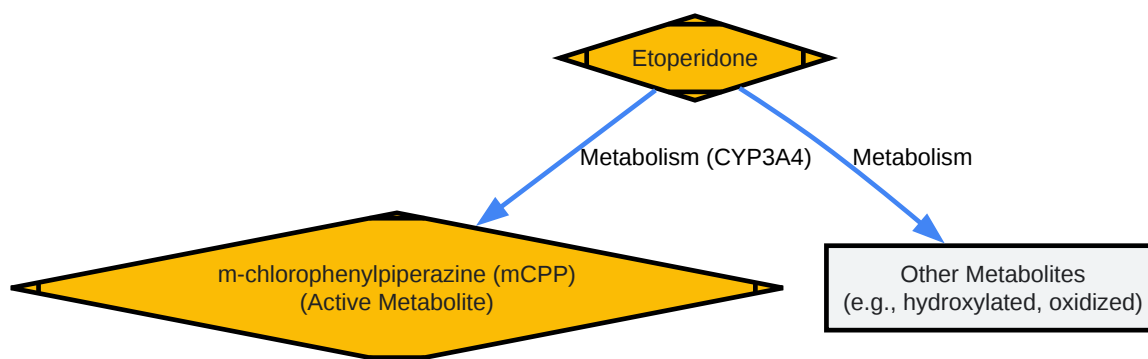 Etoperidone
Metabolism (CYP3A4)
Metabolism
m-chlorophenylpiperazine (mCPP)
(Active Metabolite)
Other Metabolites
(e.g., hydroxylated, oxidized)